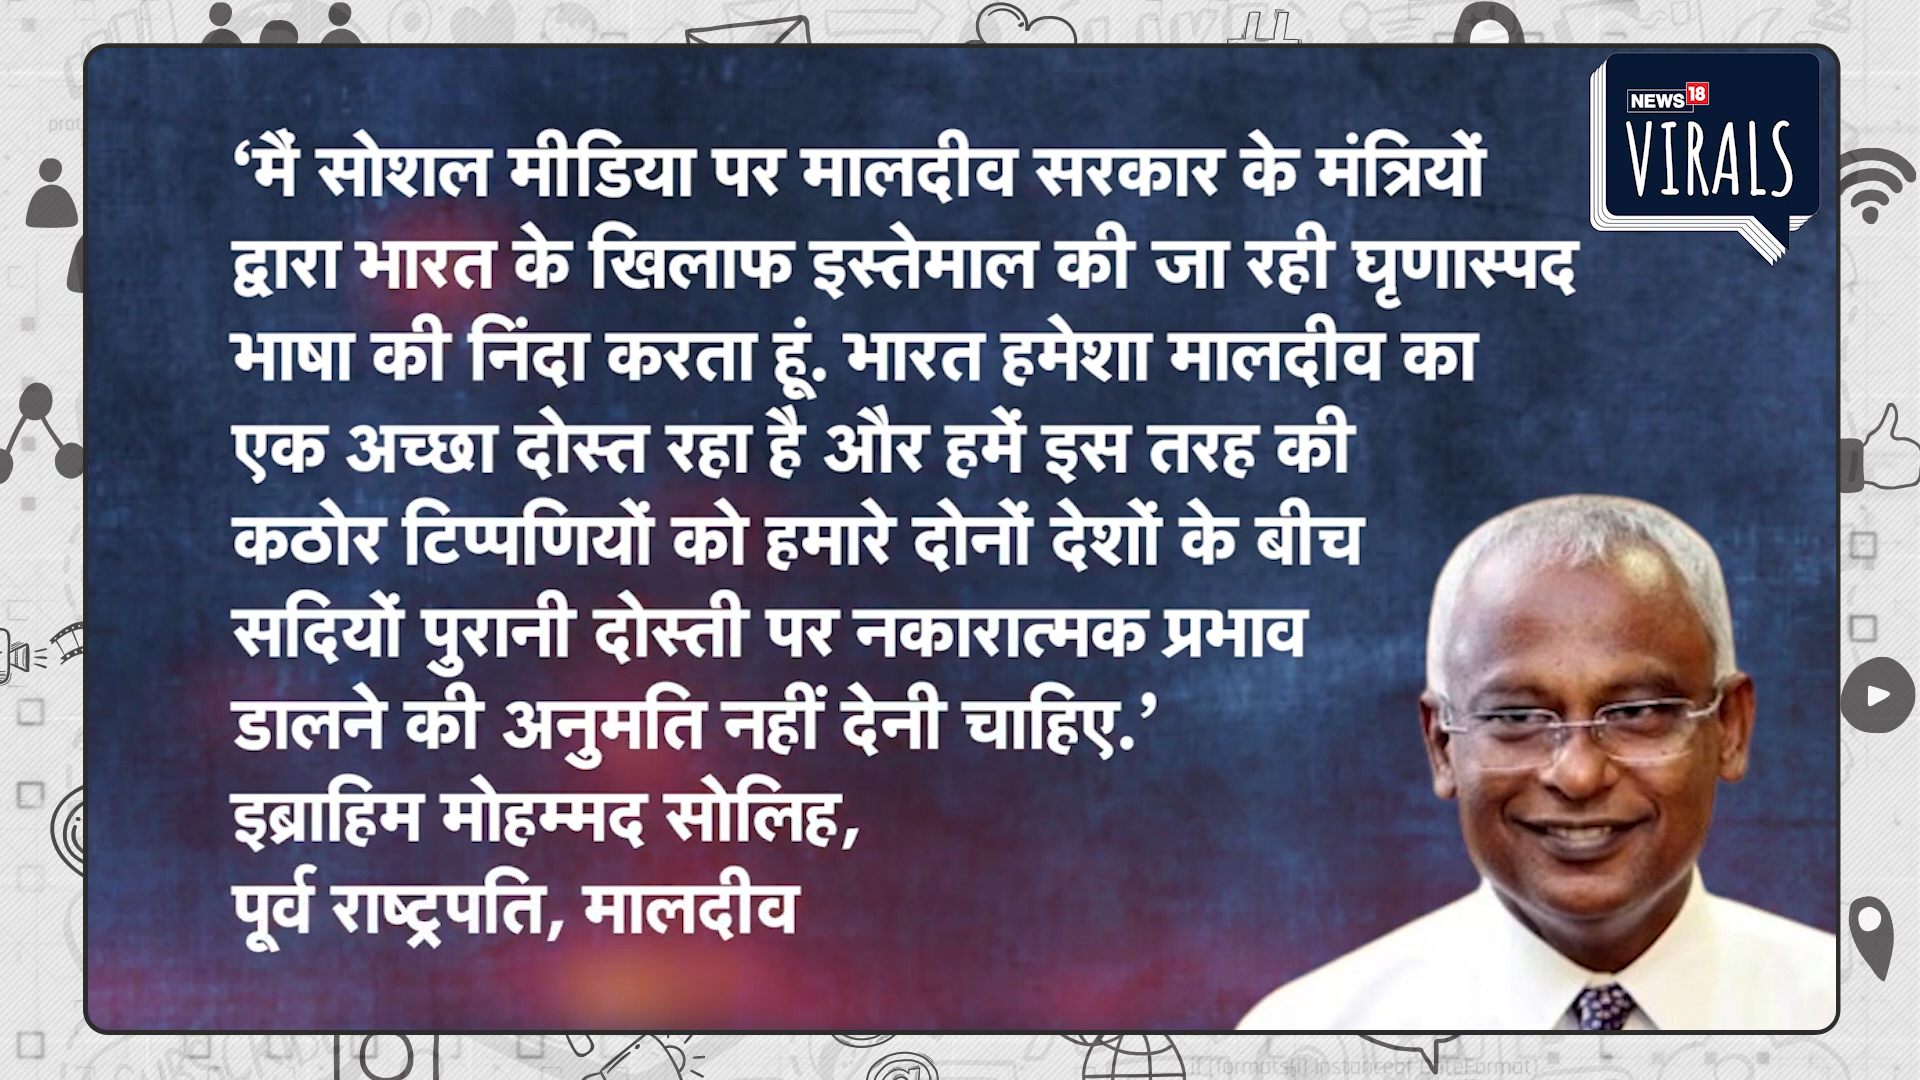 NEWS18
VIRALS
‘मैं सोशल मीडिया पर मालदीव सरकार के मंत्रियों
द्वारा भारत के खिलाफ इस्तेमाल की जा रही घृणास्पद
भाषा की निंदा करता हूं. भारत हमेशा मालदीव का
एक अच्छा दोस्त रहा है और हमें इस तरह की
कठोर टिप्पणियों को हमारे दोनों देशों के बीच
सदियों पुरानी दोस्ती पर नकारात्मक प्रभाव
डालने की अनुमति नहीं देनी चाहिए.’
इब्राहिम मोहम्मद सोलिह,
पूर्व राष्ट्रपति, मालदीव